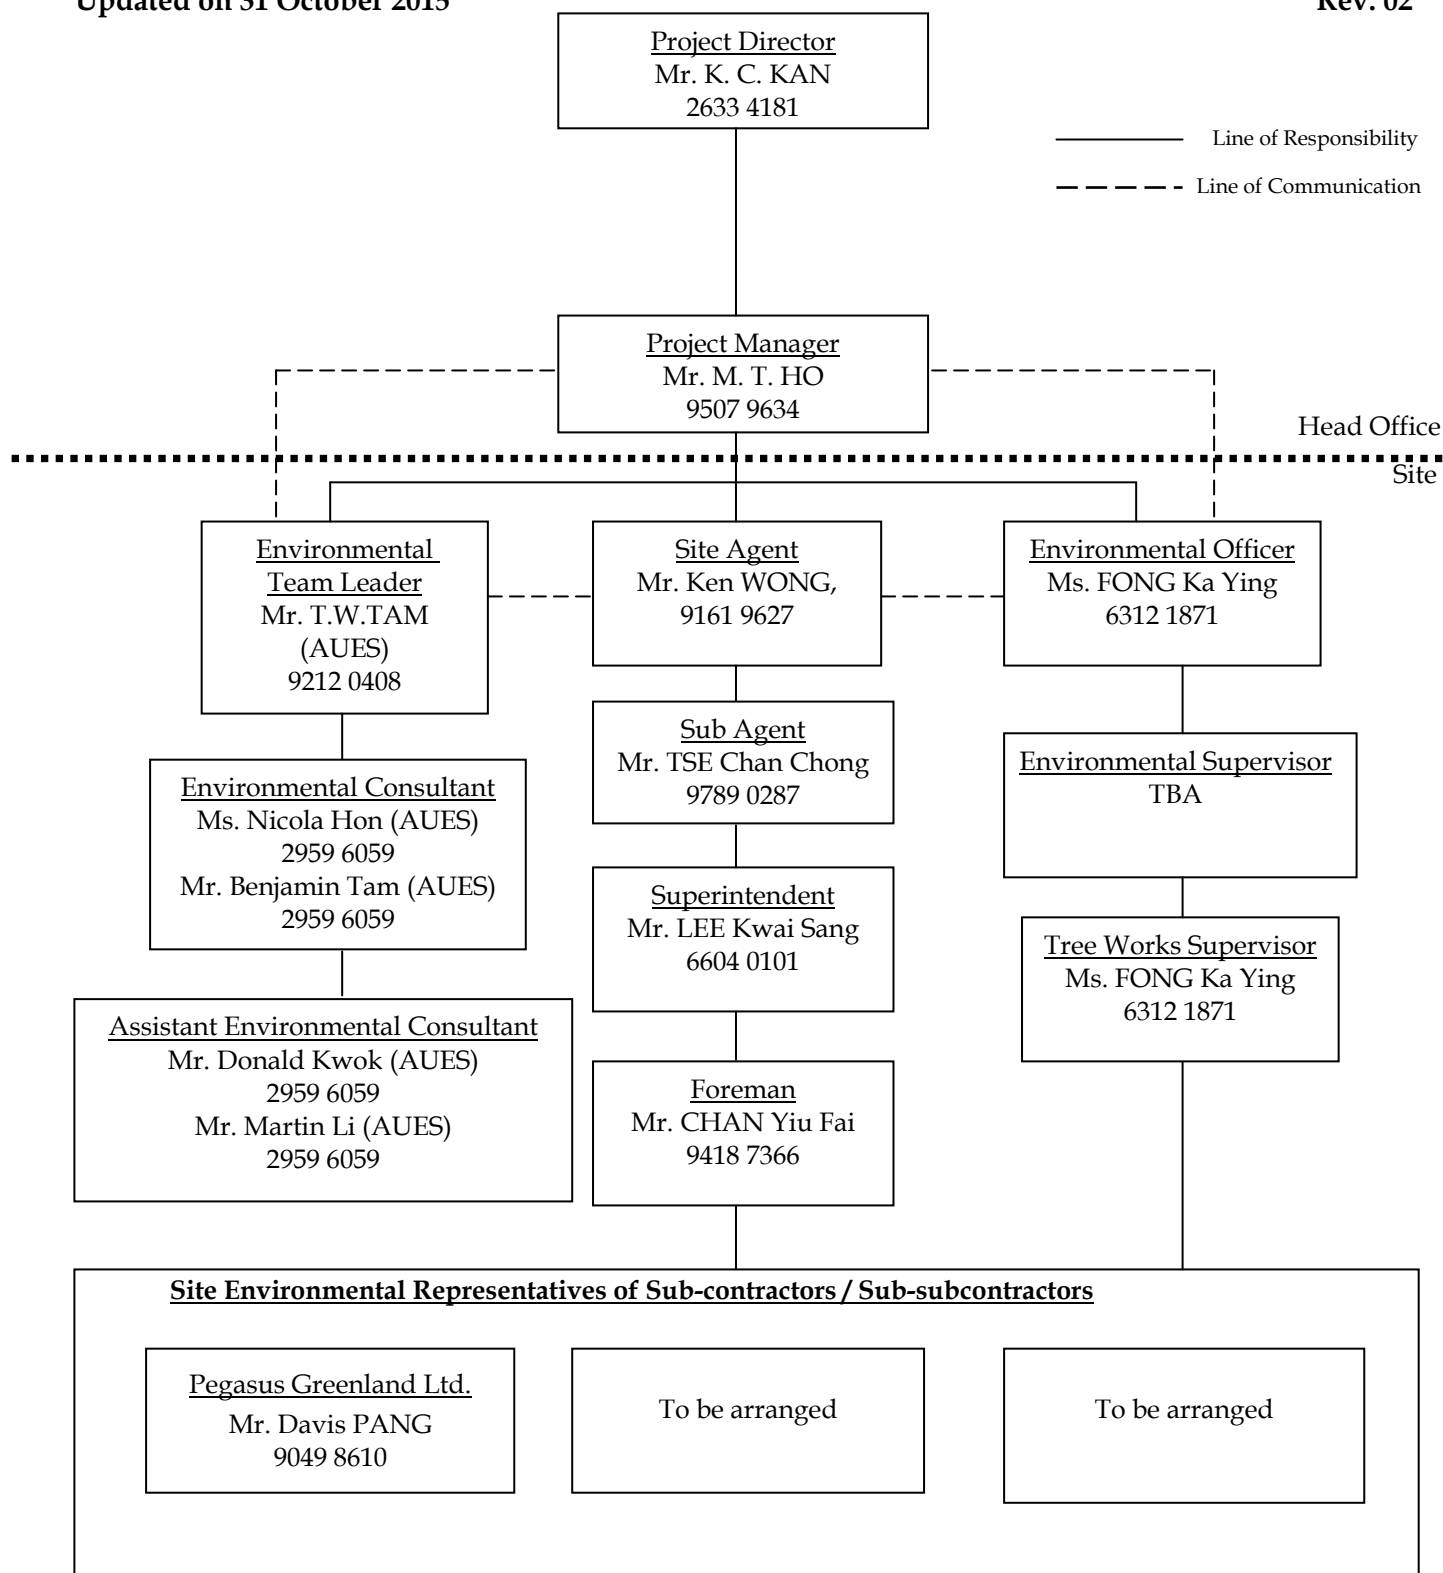 Updated on 31 October 2015
Rev. 02
Project Director
Mr. K. C. KAN
2633 4181
Line of Responsibility
Line of Communication
Project Manager
Mr. M. T. HO
9507 9634
Head Office
Site
Environmental
Team Leader
Mr. T.W.TAM
(AUES)
9212 0408
Site Agent
Mr. Ken WONG,
9161 9627
Environmental Officer
Ms. FONG Ka Ying
6312 1871
Sub Agent
Mr. TSE Chan Chong
9789 0287
Environmental Supervisor
TBA
Environmental Consultant
Ms. Nicola Hon (AUES)
2959 6059
Mr. Benjamin Tam (AUES)
2959 6059
Superintendent
Mr. LEE Kwai Sang
6604 0101
Tree Works Supervisor
Ms. FONG Ka Ying
6312 1871
Assistant Environmental Consultant
Mr. Donald Kwok (AUES)
2959 6059
Mr. Martin Li (AUES)
2959 6059
Foreman
Mr. CHAN Yiu Fai
9418 7366
Site Environmental Representatives of Sub-contractors / Sub-subcontractors
Pegasus Greenland Ltd.
Mr. Davis PANG
9049 8610
To be arranged
To be arranged